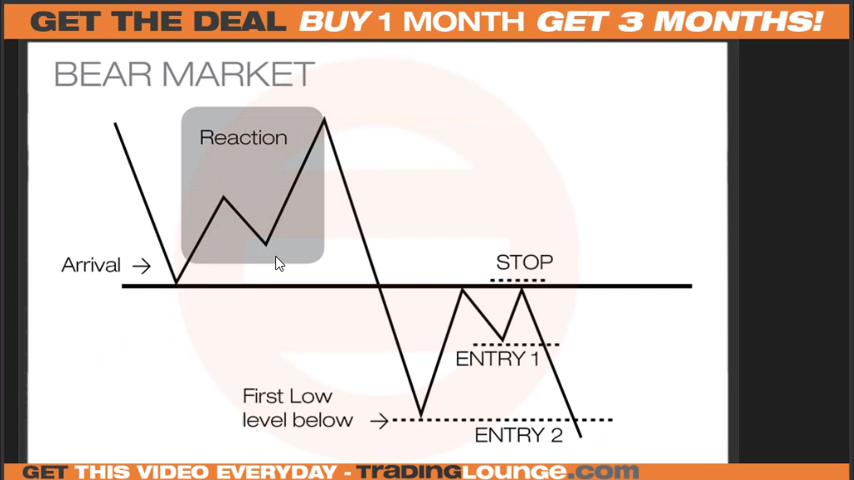 GET THE DEAL BUY 1 MONTH GET 3 MONTHS!
BEAR MARKET
Reaction
Arrival
STOP
ENTRY 1
First Low
level below
ENTRY 2
GET THIS VIDEO EVERYDAY - TradingLounge.com